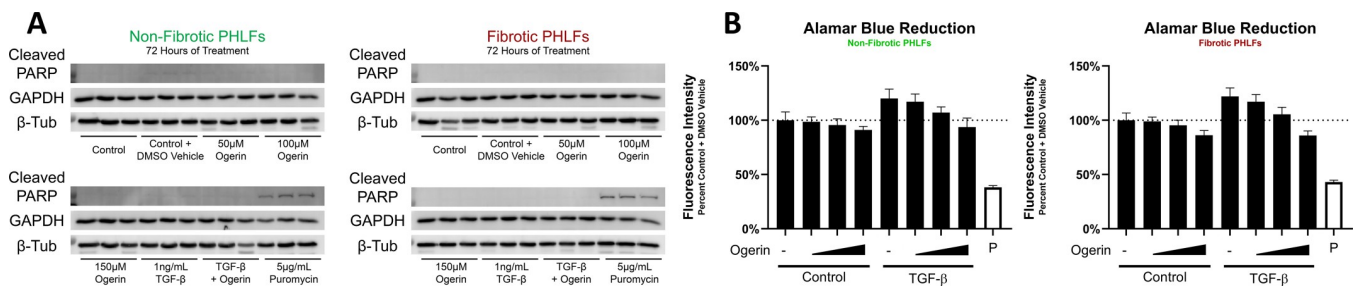 A
Non-Fibrotic PHLFs
72 Hours of Treatment
Cleaved
PARP
GAPDH
β-Tub
Control
Control +
DMSO Vehicle
50µM
Ogerin
100µM
Ogerin
Cleaved
PARP
GAPDH
β-Tub
150µM
Ogerin
1ng/mL
TGF-β
TGF-β
+ Ogerin
5µg/mL
Puromycin
Fibrotic PHLFs
72 Hours of Treatment
Cleaved
PARP
GAPDH
β-Tub
Control
Control +
DMSO Vehicle
50µM
Ogerin
100µM
Ogerin
Cleaved
PARP
GAPDH
β-Tub
150µM
Ogerin
1ng/mL
TGF-β
TGF-β
+ Ogerin
5µg/mL
Puromycin
B
Alamar Blue Reduction
Non-Fibrotic PHLFs
Fluorescence Intensity
Percent Control + DMSO Vehicle
150%
100%
50%
0%
Ogerin
-
-
P
Control
TGF-β
Alamar Blue Reduction
Fibrotic PHLFs
Fluorescence Intensity
Percent Control + DMSO Vehicle
150%
100%
50%
0%
Ogerin
-
-
P
Control
TGF-β